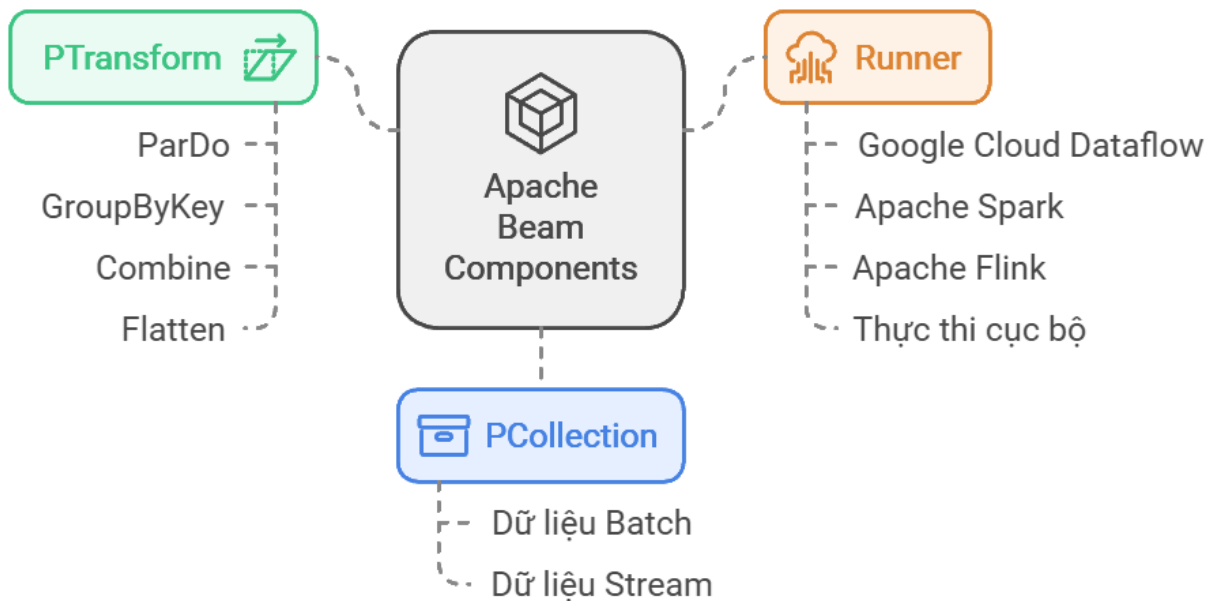 PTransform
ParDo
GroupByKey
Combine
Flatten
Apache
Beam
Components
Runner
Google Cloud Dataflow
Apache Spark
Apache Flink
Thực thi cục bộ
PCollection
Dữ liệu Batch
Dữ liệu Stream